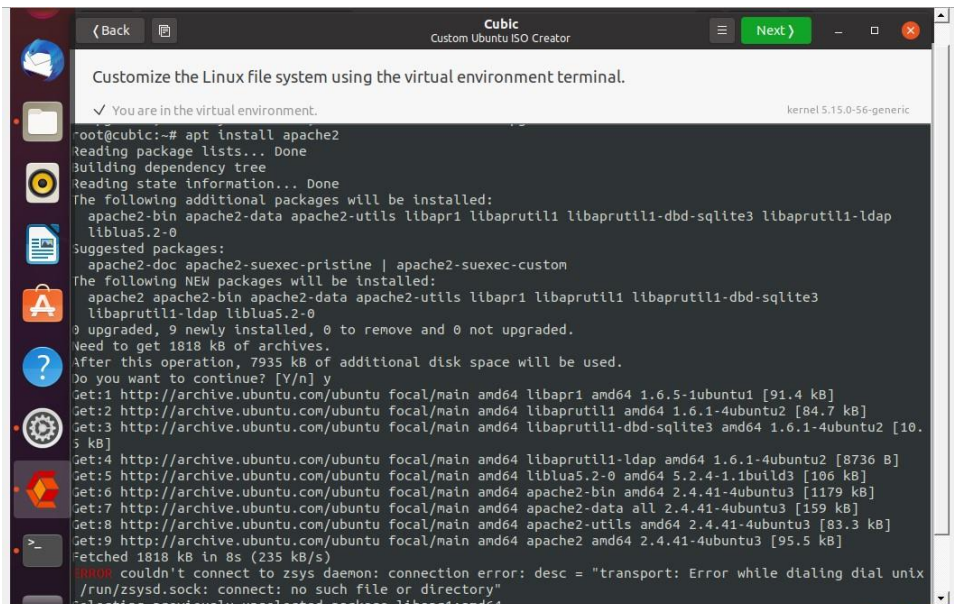 Back
Cubic
Custom Ubuntu ISO Creator
Next
Customize the Linux file system using the virtual environment terminal.
✓ You are in the virtual environment.
kernel 5.15.0-56-generic
root@cubic:~# apt install apache2
Reading package lists... Done
Building dependency tree
Reading state information... Done
The following additional packages will be installed:
apache2-bin apache2-data apache2-utils libapr1 libaprutil1 libaprutil1-dbd-sqlite3 libaprutil1-ldap
liblua5.2-0
Suggested packages:
apache2-doc apache2-suexec-pristine | apache2-suexec-custom
The following NEW packages will be installed:
apache2 apache2-bin apache2-data apache2-utils libapr1 libaprutil1 libaprutil1-dbd-sqlite3
libaprutil1-ldap liblua5.2-0
0 upgraded, 9 newly installed, 0 to remove and 0 not upgraded.
Need to get 1818 kB of archives.
After this operation, 7935 kB of additional disk space will be used.
Do you want to continue? [Y/n] y
Get:1 http://archive.ubuntu.com/ubuntu focal/main amd64 libapr1 amd64 1.6.5-1ubuntu1 [91.4 kB]
Get:2 http://archive.ubuntu.com/ubuntu focal/main amd64 libaprutil1 amd64 1.6.1-4ubuntu2 [84.7 kB]
Get:3 http://archive.ubuntu.com/ubuntu focal/main amd64 libaprutil1-dbd-sqlite3 amd64 1.6.1-4ubuntu2 [10.
5 kB]
Get:4 http://archive.ubuntu.com/ubuntu focal/main amd64 libaprutil1-ldap amd64 1.6.1-4ubuntu2 [8736 B]
Get:5 http://archive.ubuntu.com/ubuntu focal/main amd64 liblua5.2-0 amd64 5.2.4-1.1build3 [106 kB]
Get:6 http://archive.ubuntu.com/ubuntu focal/main amd64 apache2-bin amd64 2.4.41-4ubuntu3 [1179 kB]
Get:7 http://archive.ubuntu.com/ubuntu focal/main amd64 apache2-data all 2.4.41-4ubuntu3 [159 kB]
Get:8 http://archive.ubuntu.com/ubuntu focal/main amd64 apache2-utils amd64 2.4.41-4ubuntu3 [83.3 kB]
Get:9 http://archive.ubuntu.com/ubuntu focal/main amd64 apache2 amd64 2.4.41-4ubuntu3 [95.5 kB]
Fetched 1818 kB in 8s (235 kB/s)
ERROR couldn't connect to zsys daemon: connection error: desc = "transport: Error while dialing dial unix
/run/zsysd.sock: connect: no such file or directory"
Selecting previously unselected package libapr1:amd64.